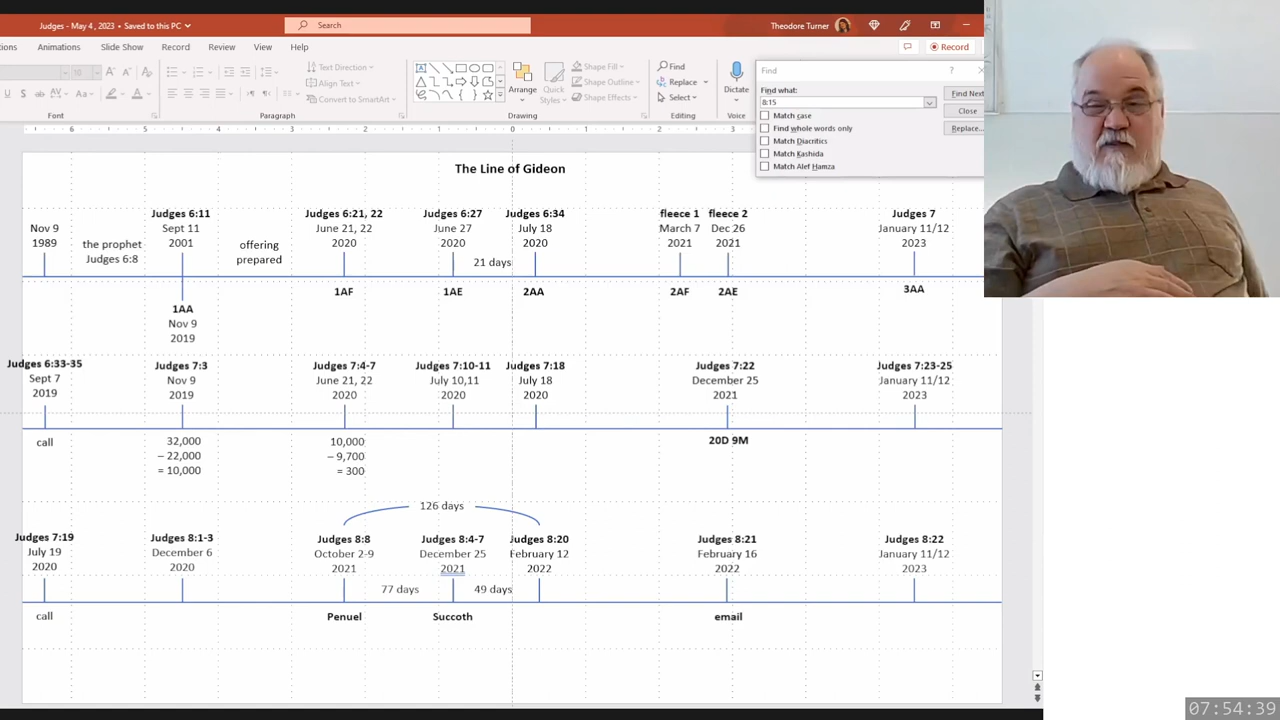 Judges - May 4, 2023 • Saved to this PC
Search
Theodore Turner
Animations
Slide Show
Record
Review
View
Help
Record
Text Direction
Align Text
Convert to SmartArt
Arrange
Quick Styles
Shape Fill
Shape Outline
Shape Effects
Find
Replace
Select
Dictate
Font
Paragraph
Drawing
Editing
Voice
Find
?
Find what:
8:15
Match case
Find whole words only
Match Diacritics
Match Kashida
Match Alef Hamza
Find Next
Close
Replace...
6 5 4 3 2 1 0 1 2 3
The Line of Gideon
Nov 9
1989
the prophet
Judges 6:8
Judges 6:11
Sept 11
2001
offering
prepared
Judges 6:21, 22
June 21, 22
2020
Judges 6:27
June 27
2020
21 days
Judges 6:34
July 18
2020
fleece 1
March 7
2021
fleece 2
Dec 26
2021
Judges 7
January 11/12
2023
1AA
Nov 9
2019
1AF
1AE
2AA
2AF
2AE
3AA
Judges 6:33-35
Sept 7
2019
Judges 7:3
Nov 9
2019
Judges 7:4-7
June 21, 22
2020
Judges 7:10-11
July 10,11
2020
Judges 7:18
July 18
2020
Judges 7:22
December 25
2021
Judges 7:23-25
January 11/12
2023
call
32,000
– 22,000
= 10,000
10,000
– 9,700
= 300
20D 9M
126 days
Judges 7:19
July 19
2020
Judges 8:1-3
December 6
2020
Judges 8:8
October 2-9
2021
77 days
Judges 8:4-7
December 25
2021
49 days
Judges 8:20
February 12
2022
Judges 8:21
February 16
2022
Judges 8:22
January 11/12
2023
call
Penuel
Succoth
email
07:54:39